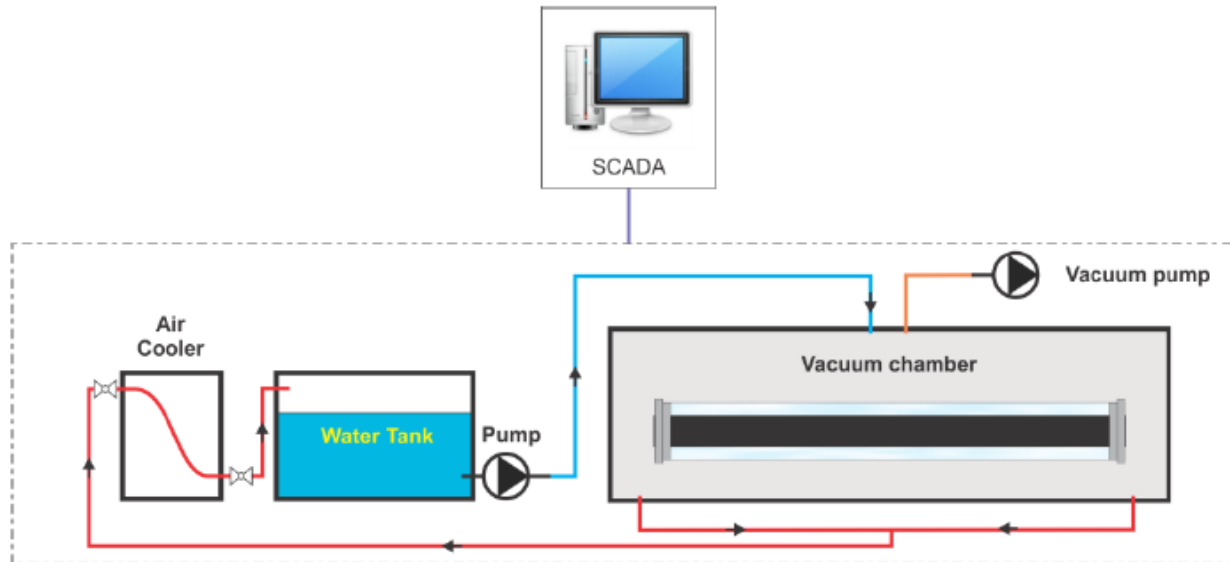 SCADA
Vacuum pump
Air
Cooler
Vacuum chamber
Water Tank
Pump